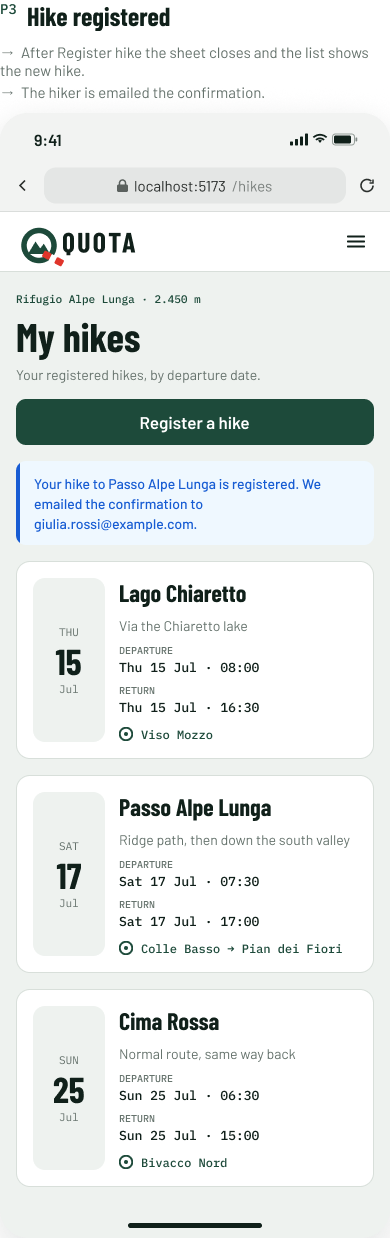 P3 Hike registered
→ After Register hike the sheet closes and the list shows
the new hike.
→ The hiker is emailed the confirmation.
9:41
localhost:5173 /hikes
QUOTA
Rifugio Alpe Lunga · 2.450 m
My hikes
Your registered hikes, by departure date.
Register a hike
Your hike to Passo Alpe Lunga is registered. We
emailed the confirmation to
giulia.rossi@example.com.
THU
15
Jul
Lago Chiaretto
Via the Chiaretto lake
DEPARTURE
Thu 15 Jul · 08:00
RETURN
Thu 15 Jul · 16:30
Viso Mozzo
SAT
17
Jul
Passo Alpe Lunga
Ridge path, then down the south valley
DEPARTURE
Sat 17 Jul · 07:30
RETURN
Sat 17 Jul · 17:00
Colle Basso → Pian dei Fiori
SUN
25
Jul
Cima Rossa
Normal route, same way back
DEPARTURE
Sun 25 Jul · 06:30
RETURN
Sun 25 Jul · 15:00
Bivacco Nord